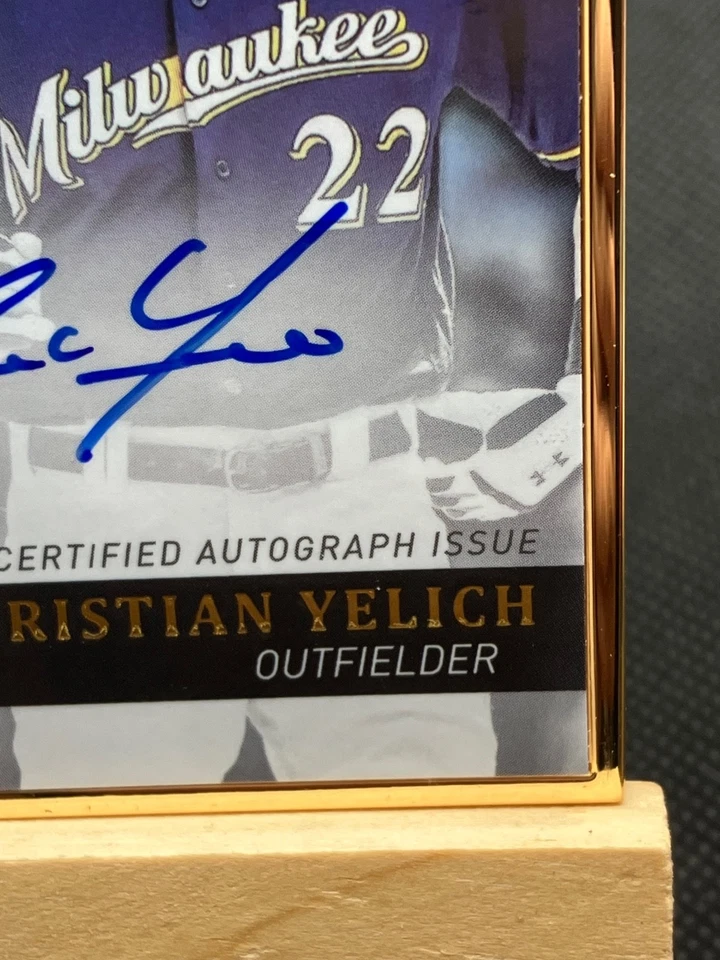 Milwaukee
22
CERTIFIED AUTOGRAPH ISSUE
RISTIAN YELICH
OUTFIELDER